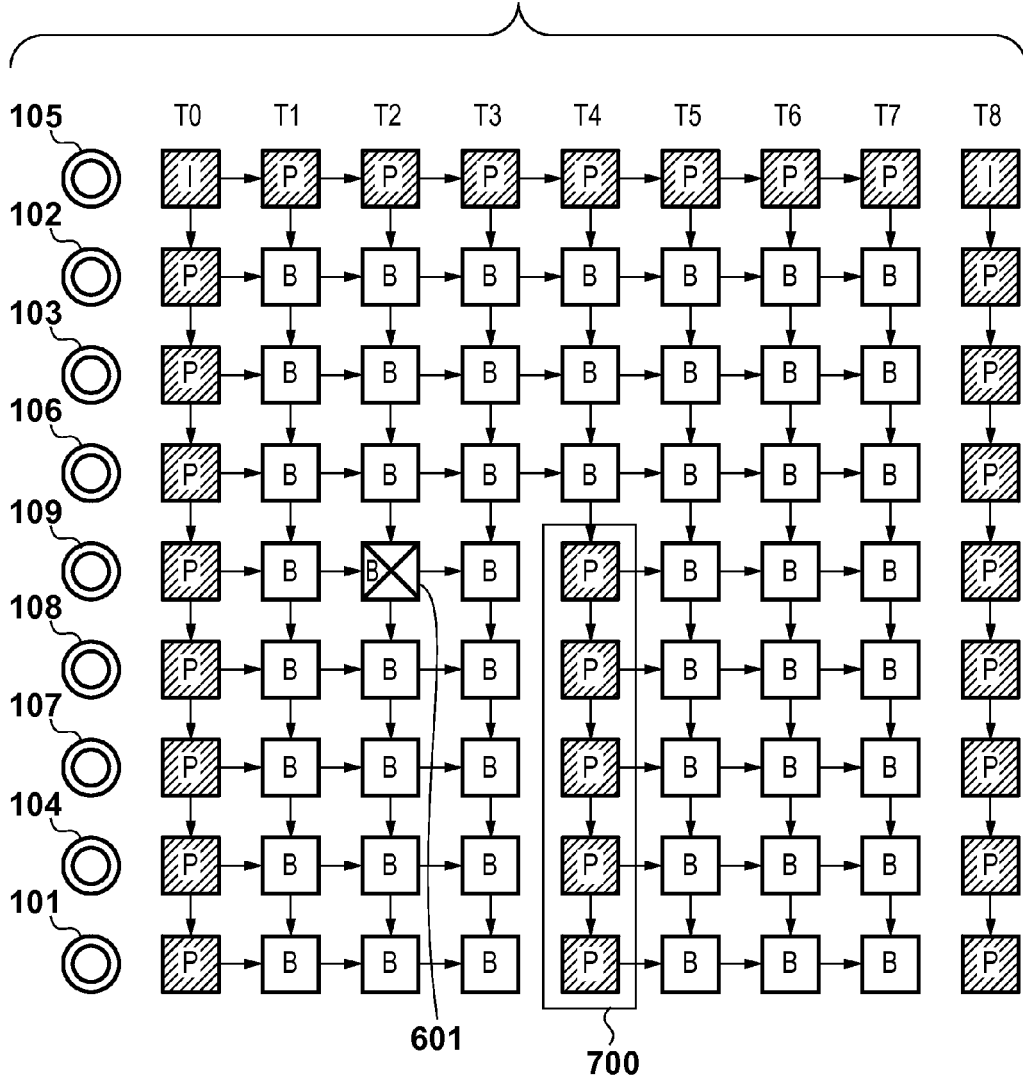 T0 T1 T2 T3 T4 T5 T6 T7 T8
105 I P P P P P P P I
102 P B B B B B B B P
103 P B B B B B B B P
106 P B B B B B B B P
109 P B B B P B B B P
108 P B B B P B B B P
107 P B B B P B B B P
104 P B B B P B B B P
101 P B B B P B B B P
601
700